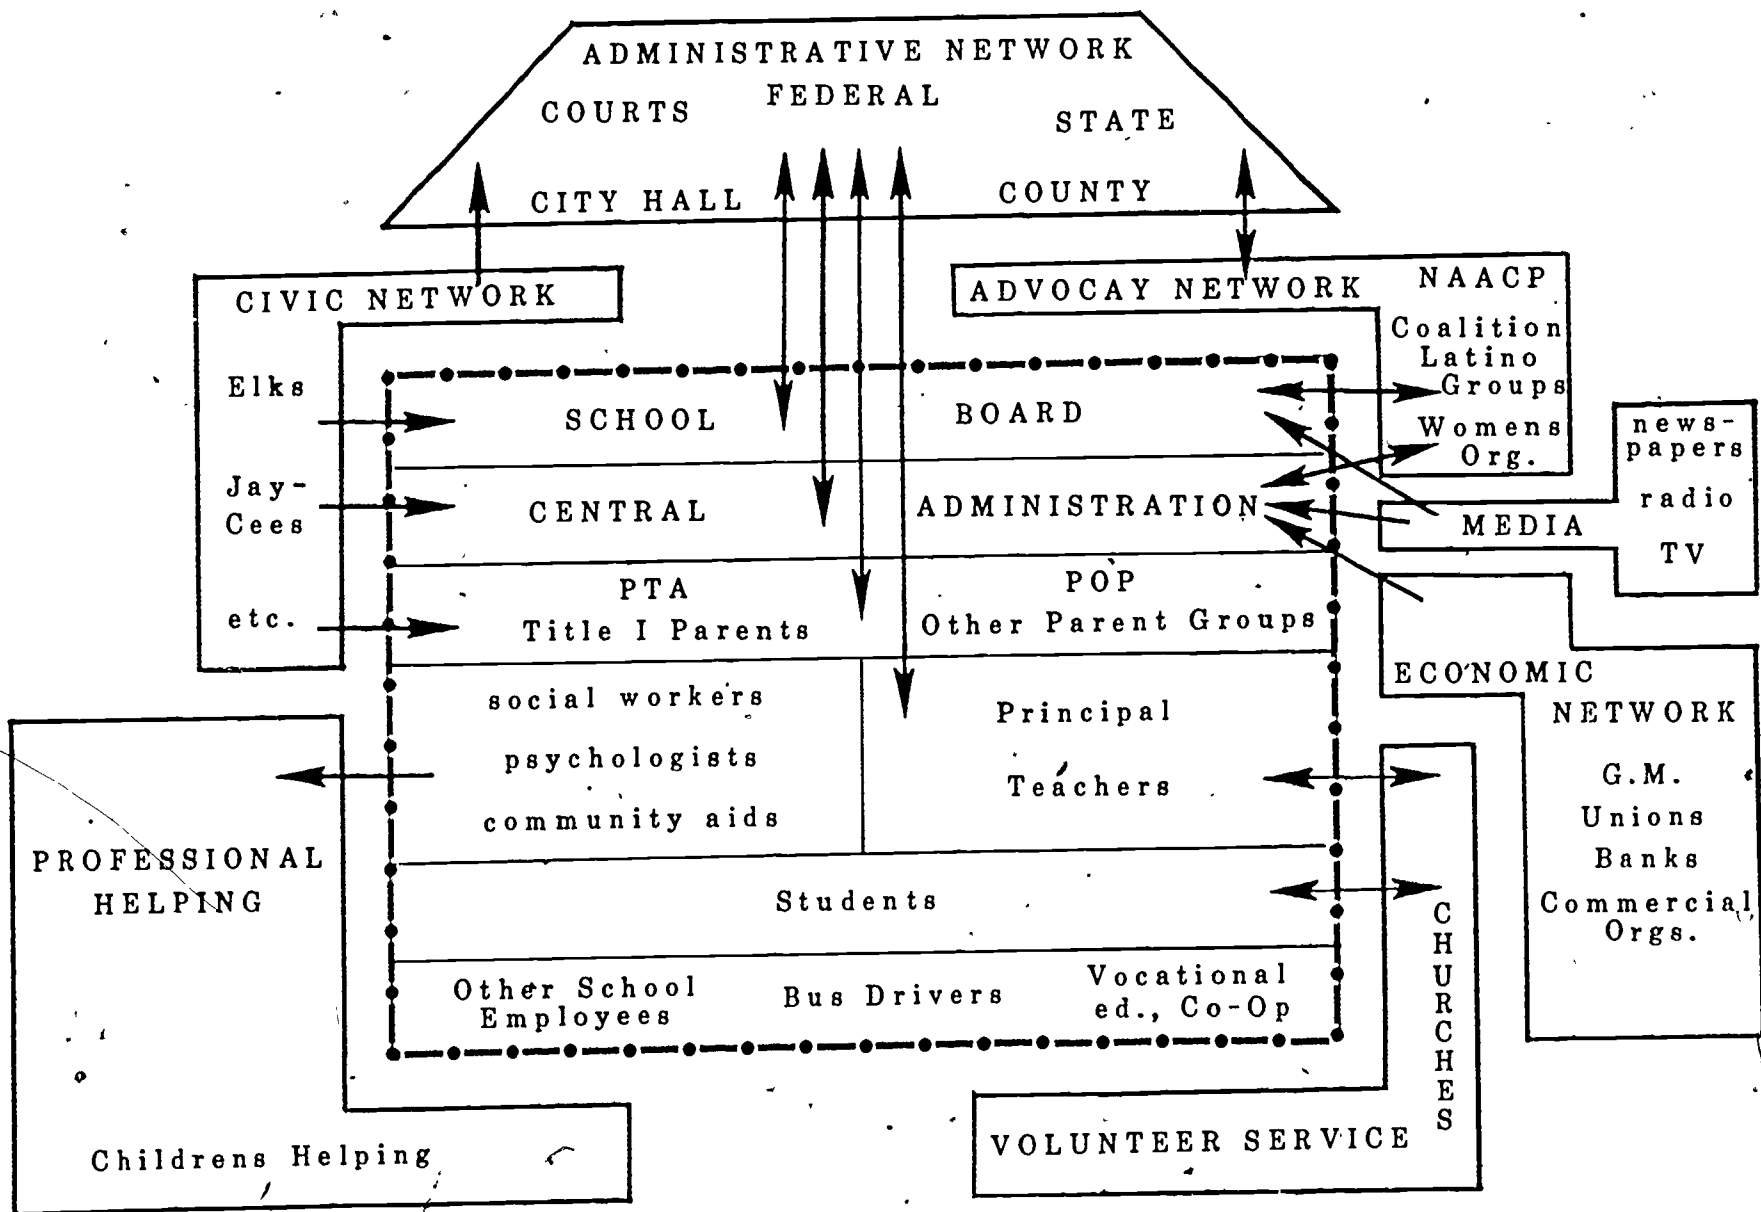 ADMINISTRATIVE NETWORK
FEDERAL
COURTS
STATE
CITY HALL
COUNTY
CIVIC NETWORK
Elks
Jay-
Cees
etc.
ADVOCAY NETWORK
NAACP
Coalition
Latino
Groups
Womens
Org.
news-
papers
radio
TV
MEDIA
SCHOOL BOARD
CENTRAL ADMINISTRATION
PTA
Title I Parents
POP
Other Parent Groups
social workers
psychologists
community aids
Principal
Teachers
Students
Other School
Employees
Bus Drivers
Vocational
ed., Co-Op
ECONOMIC
NETWORK
G.M.
Unions
Banks
Commercial
Orgs.
PROFESSIONAL
HELPING
Childrens Helping
CHURCHES
VOLUNTEER SERVICE